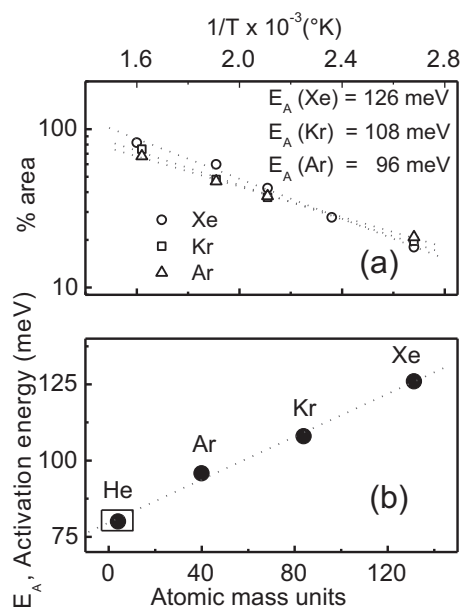 1/T x 10⁻³(°K)
1.6 2.0 2.4 2.8
E_A (Xe) = 126 meV
E_A (Kr) = 108 meV
E_A (Ar) = 96 meV
100
10
% area
Xe
Kr
Ar
(a)
E_A, Activation energy (meV)
125
100
75
Xe
Kr
Ar
He
(b)
0 40 80 120
Atomic mass units